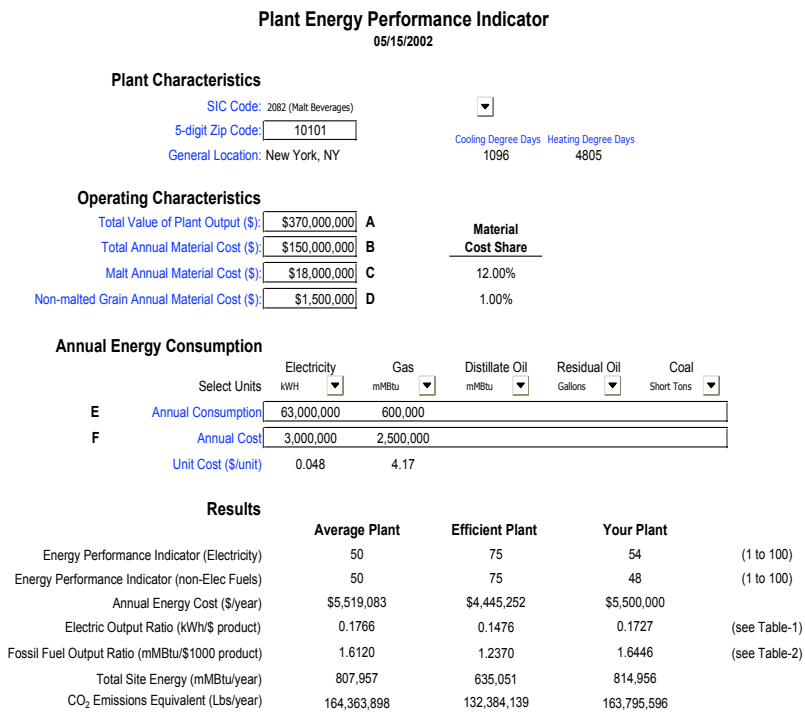 Plant Energy Performance Indicator
05/15/2002
Plant Characteristics
SIC Code: 2082 (Malt Beverages)
5-digit Zip Code: 10101
Cooling Degree Days Heating Degree Days
General Location: New York, NY 1096 4805
Operating Characteristics
Total Value of Plant Output ($): $370,000,000 A
Material
Total Annual Material Cost ($): $150,000,000 B Cost Share
Malt Annual Material Cost ($): $18,000,000 C 12.00%
Non-malted Grain Annual Material Cost ($): $1,500,000 D 1.00%
Annual Energy Consumption
Electricity Gas Distillate Oil Residual Oil Coal
Select Units kWH mMBtu mMBtu Gallons Short Tons
E Annual Consumption 63,000,000 600,000
F Annual Cost 3,000,000 2,500,000
Unit Cost ($/unit) 0.048 4.17
Results
Average Plant Efficient Plant Your Plant
Energy Performance Indicator (Electricity) 50 75 54 (1 to 100)
Energy Performance Indicator (non-Elec Fuels) 50 75 48 (1 to 100)
Annual Energy Cost ($/year) $5,519,083 $4,445,252 $5,500,000
Electric Output Ratio (kWh/$ product) 0.1766 0.1476 0.1727 (see Table-1)
Fossil Fuel Output Ratio (mMBtu/$1000 product) 1.6120 1.2370 1.6446 (see Table-2)
Total Site Energy (mMBtu/year) 807,957 635,051 814,956
CO₂ Emissions Equivalent (Lbs/year) 164,363,898 132,384,139 163,795,596